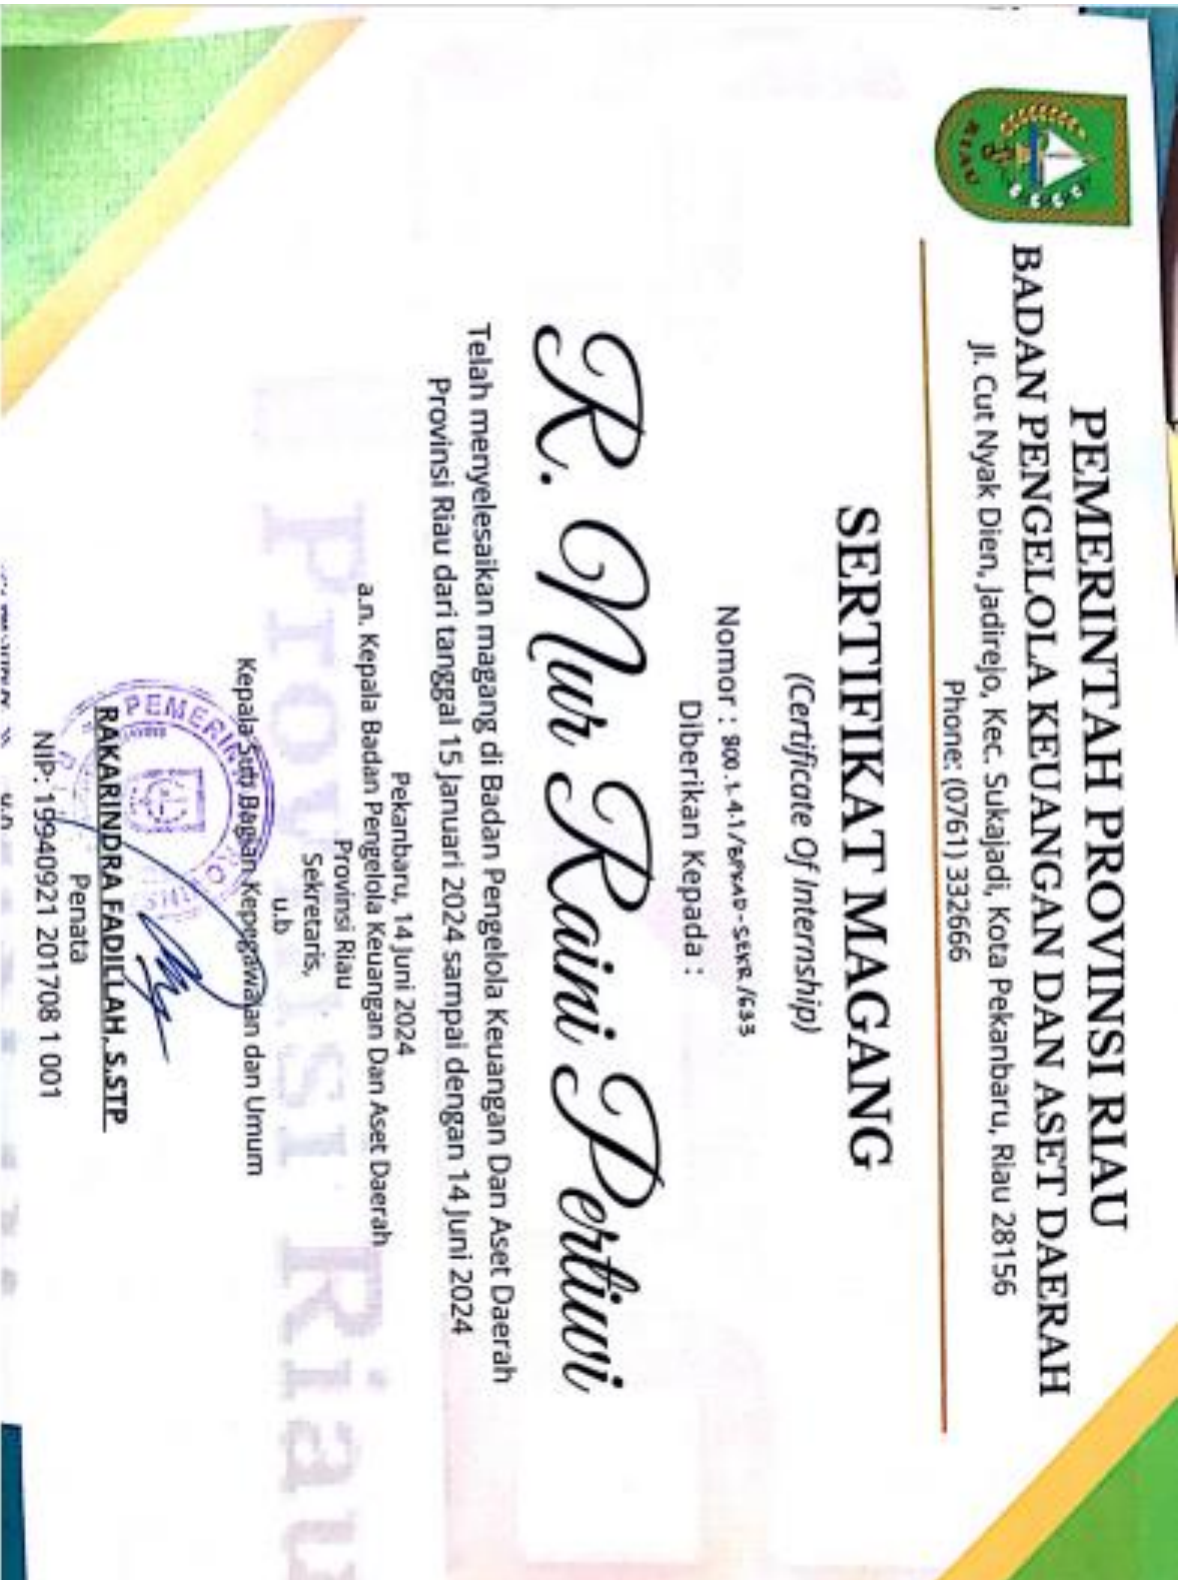 RIAU
PEMERINTAH PROVINSI RIAU
BADAN PENGELOLA KEUANGAN DAN ASET DAERAH
Jl. Cut Nyak Dien, Jadirejo, Kec. Sukajadi, Kota Pekanbaru, Riau 28156
Phone: (0761) 332666
SERTIFIKAT MAGANG
(Certificate Of Internship)
Nomor : 800.1.4.1/BPKAD-SEKR/633
Diberikan Kepada :
R. Nur Raini Pertiwi
Telah menyelesaikan magang di Badan Pengelola Keuangan Dan Aset Daerah
Provinsi Riau dari tanggal 15 Januari 2024 sampai dengan 14 Juni 2024
Pekanbaru, 14 Juni 2024
a.n. Kepala Badan Pengelola Keuangan Dan Aset Daerah
Provinsi Riau
Sekretaris,
u.b
Kepala Sub Bagian Kepegawaian dan Umum
PEMERIN
RAKARINDRA FADILLAH, S.STP
Penata
NIP: 19940921 201708 1 001
Provinsi Riau